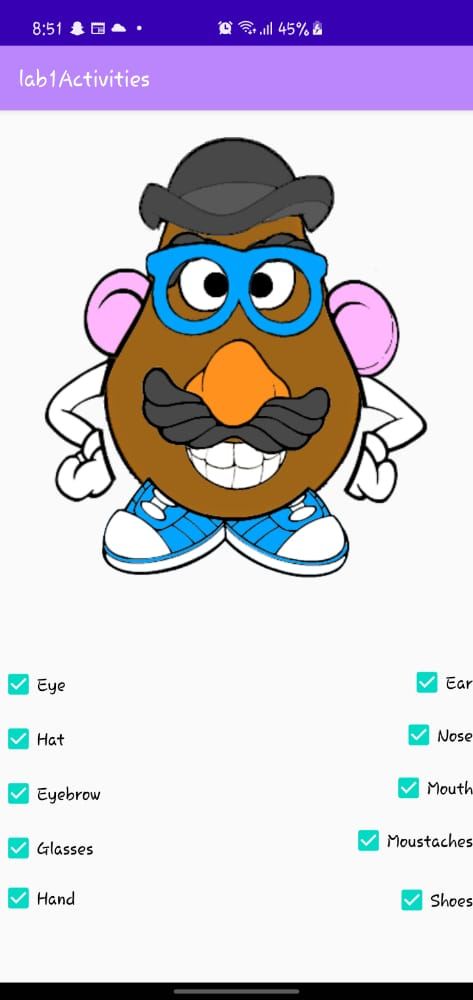 8:51 45%
lab1Activities
Eye Ear
Hat Nose
Eyebrow Mouth
Glasses Moustaches
Hand Shoes